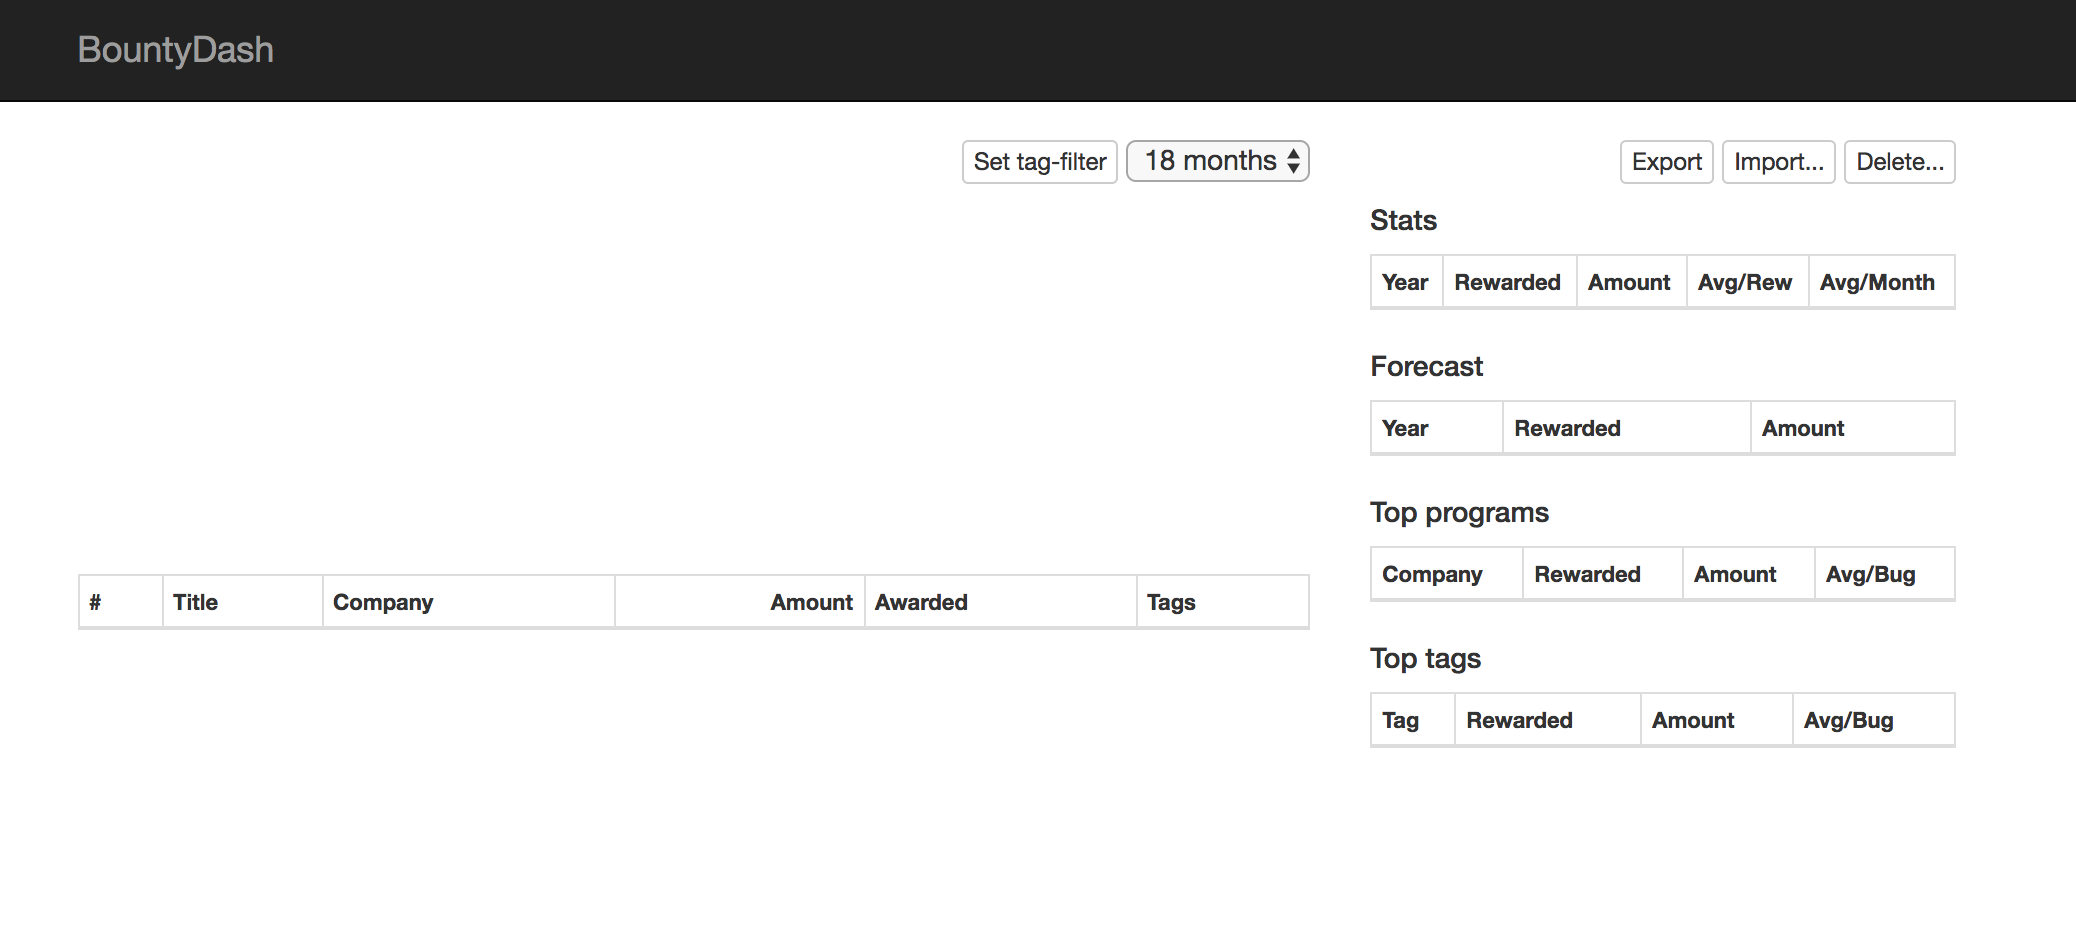 BountyDash
Set tag-filter 18 months
Export Import... Delete...
Stats
Year Rewarded Amount Avg/Rew Avg/Month
Forecast
Year Rewarded Amount
Top programs
Company Rewarded Amount Avg/Bug
# Title Company Amount Awarded Tags
Top tags
Tag Rewarded Amount Avg/Bug